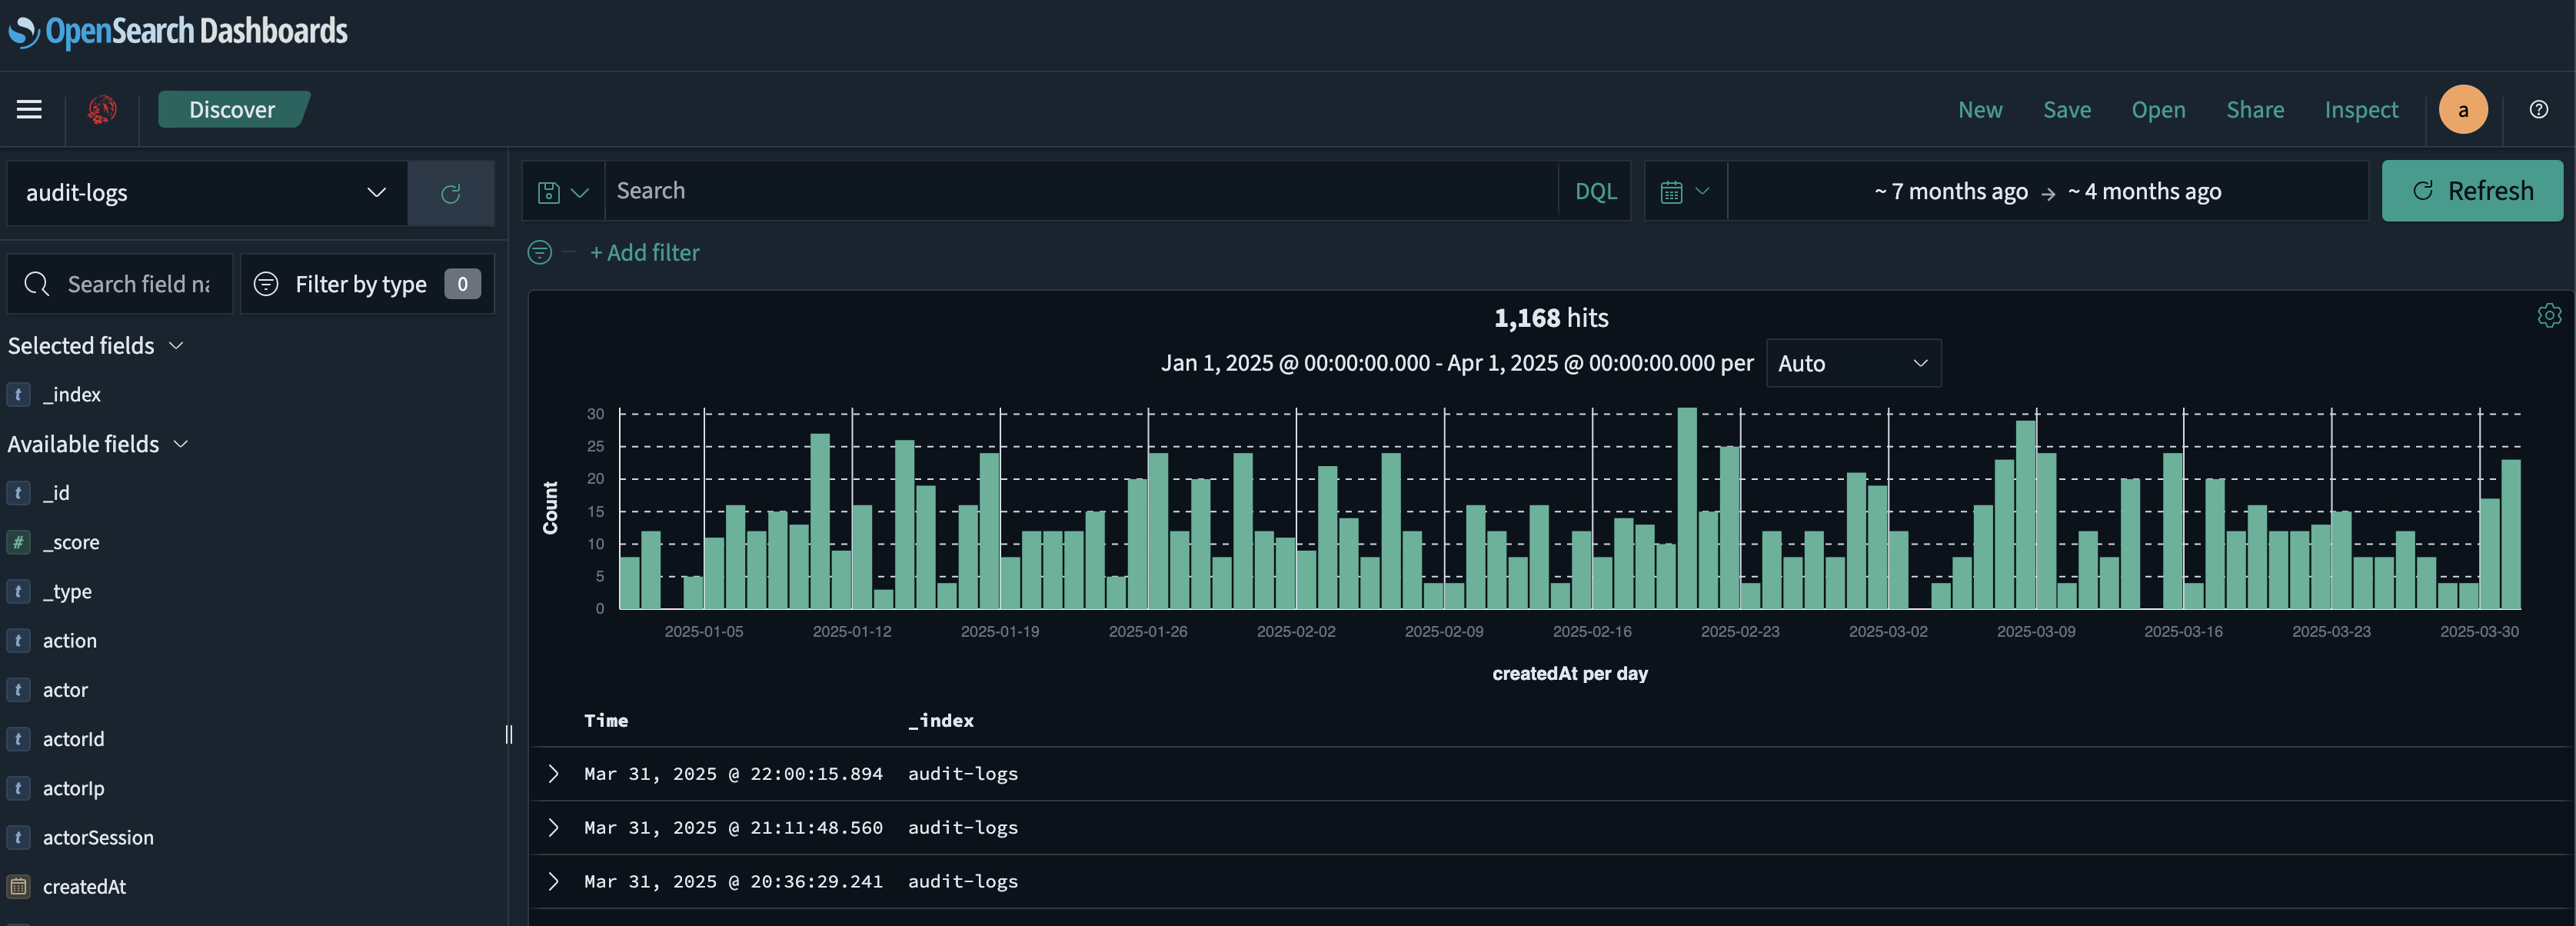 OpenSearch Dashboards
Discover
New Save Open Share Inspect a
audit-logs
Search DQL
~ 7 months ago → ~ 4 months ago
Refresh
+ Add filter
Search field na
Filter by type 0
Selected fields
t _index
Available fields
t _id
# _score
t _type
t action
t actor
t actorId
t actorIp
t actorSession
createdAt
1,168 hits
Jan 1, 2025 @ 00:00:00.000 - Apr 1, 2025 @ 00:00:00.000 per Auto
Count
30
25
20
15
10
5
0
2025-01-05 2025-01-12 2025-01-19 2025-01-26 2025-02-02 2025-02-09 2025-02-16 2025-02-23 2025-03-02 2025-03-09 2025-03-16 2025-03-23 2025-03-30
createdAt per day
Time _index
Mar 31, 2025 @ 22:00:15.894 audit-logs
Mar 31, 2025 @ 21:11:48.560 audit-logs
Mar 31, 2025 @ 20:36:29.241 audit-logs